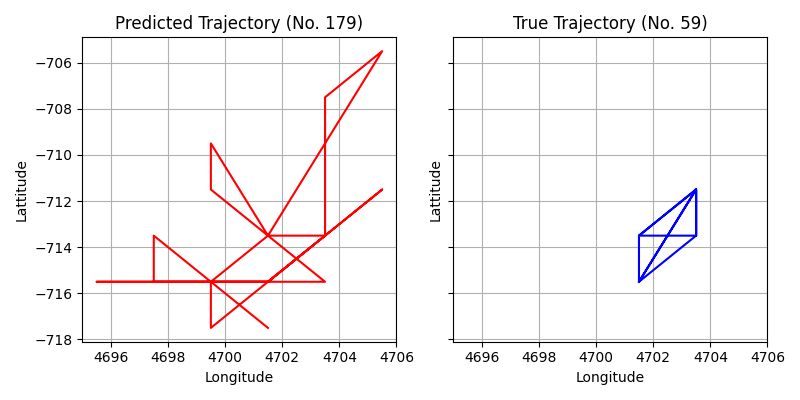 Predicted Trajectory (No. 179)
True Trajectory (No. 59)
−706
−708
−710
−712
−714
−716
−718
Lattitude
Lattitude
4696 4698 4700 4702 4704 4706
4696 4698 4700 4702 4704 4706
Longitude
Longitude